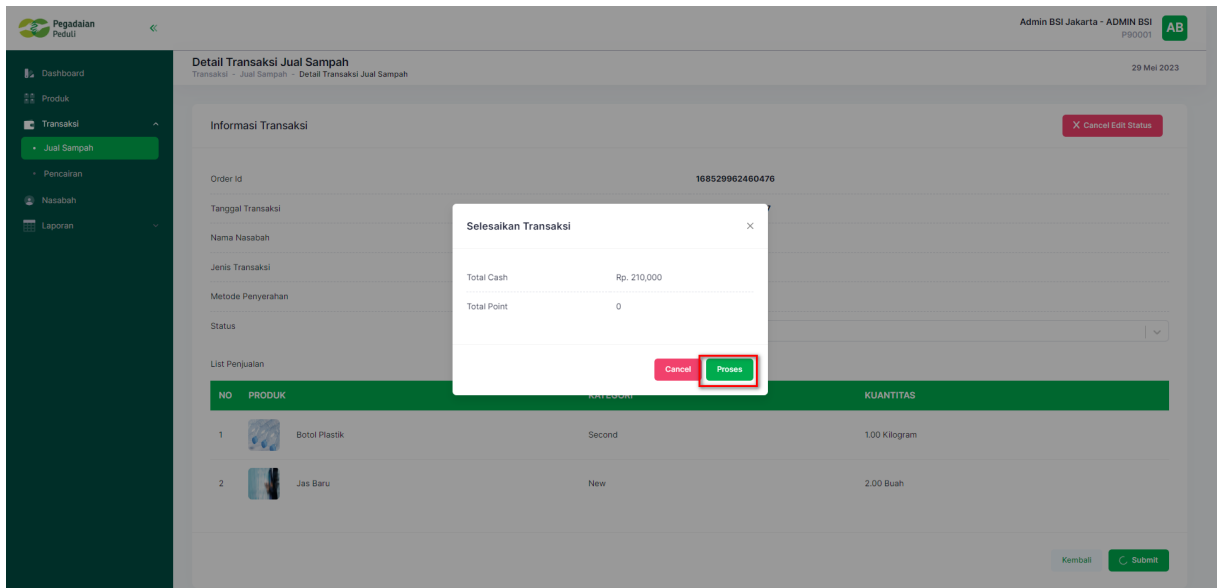 Pegadaian
Peduli
Admin BSI Jakarta - ADMIN BSI
P90001
AB
Dashboard
Produk
Transaksi
Jual Sampah
Pencairan
Nasabah
Laporan
Detail Transaksi Jual Sampah
Transaksi - Jual Sampah - Detail Transaksi Jual Sampah
29 Mei 2023
Informasi Transaksi
X Cancel Edit Status
Order Id
168529962460476
Tanggal Transaksi
Nama Nasabah
Jenis Transaksi
Metode Penyerahan
Status
Selesaikan Transaksi
Total Cash Rp. 210,000
Total Point 0
Cancel Proses
List Penjualan
NO PRODUK KATEGORI KUANTITAS
1 Botol Plastik Second 1.00 Kilogram
2 Jas Baru New 2.00 Buah
Kembali Submit